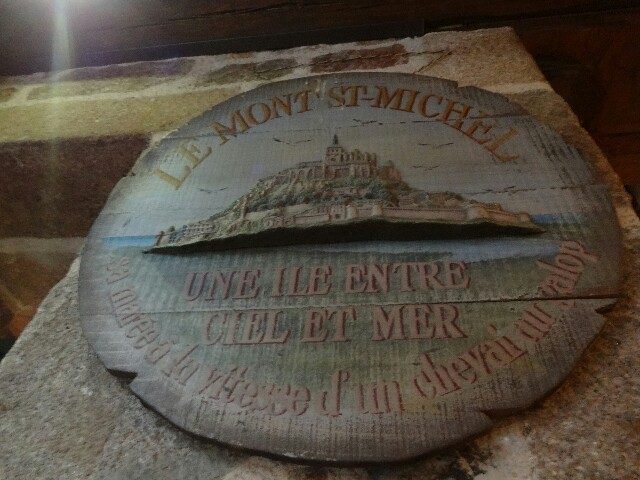 LE MONT ST-MICHEL
UNE ILE ENTRE
CIEL ET MER
sa marée à la vitesse d'un cheval au galop